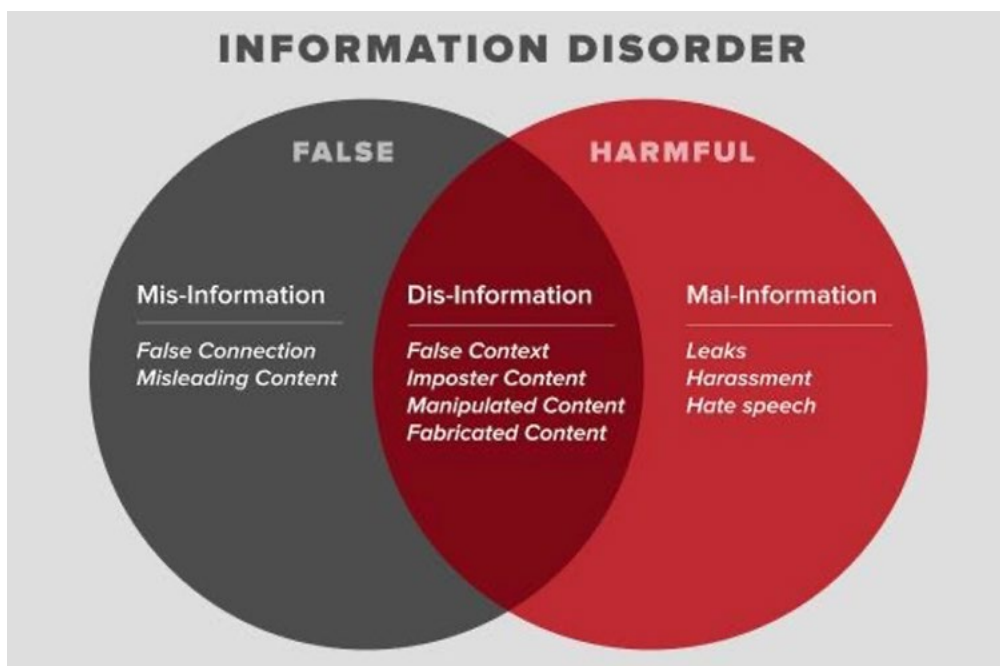 INFORMATION DISORDER
FALSE
HARMFUL
Mis-Information
False Connection
Misleading Content
Dis-Information
False Context
Imposter Content
Manipulated Content
Fabricated Content
Mal-Information
Leaks
Harassment
Hate speech